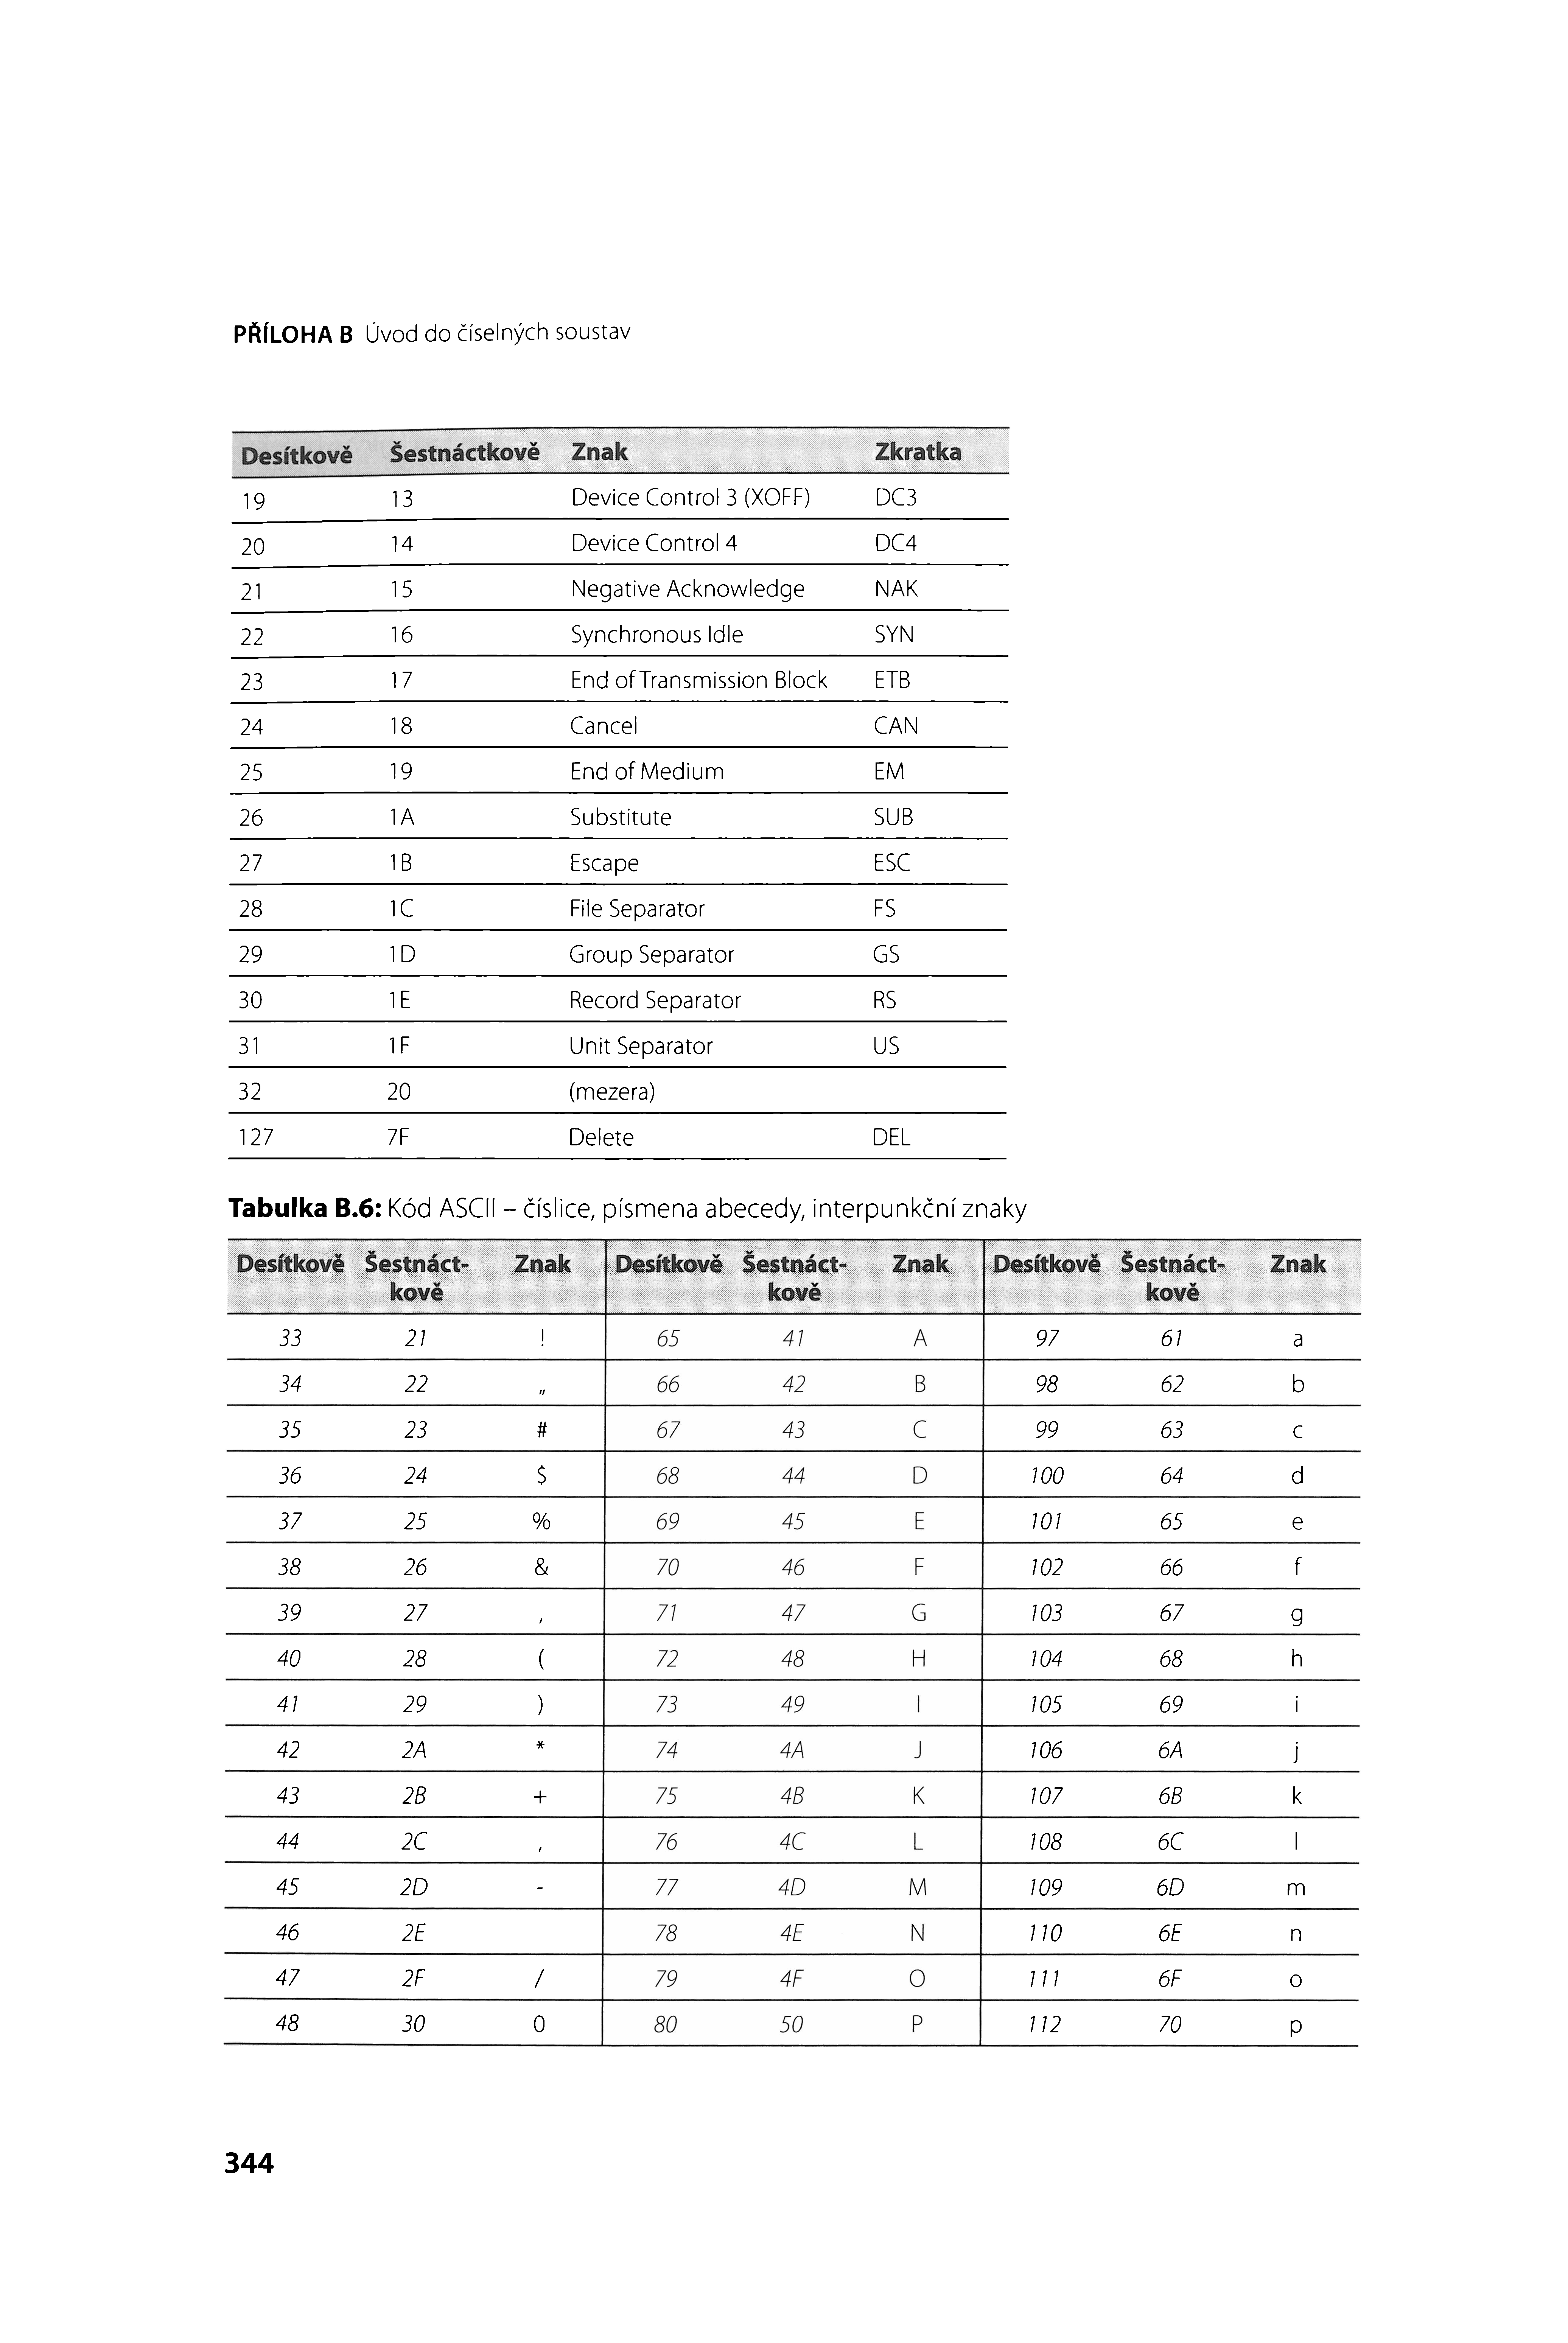 PŘÍLOHA B Úvod do číselných soustav
Desítkově Šestnáctkově Znak Zkratka
19 13 Device Control 3 (XOFF) DC3
20 14 Device Control 4 DC4
21 15 Negative Acknowledge NAK
22 16 Synchronous Idle SYN
23 17 End of Transmission Block ETB
24 18 Cancel CAN
25 19 End of Medium EM
26 1A Substitute SUB
27 1B Escape ESC
28 1C File Separator FS
29 1D Group Separator GS
30 1E Record Separator RS
31 1F Unit Separator US
32 20 (mezera)
127 7F Delete DEL
Tabulka B.6: Kód ASCII – číslice, písmena abecedy, interpunkční znaky
Desítkově Šestnáct- Znak Desítkově Šestnáct- Znak Desítkově Šestnáct- Znak
kově kově kově
33 21 ! 65 41 A 97 61 a
34 22 „ 66 42 B 98 62 b
35 23 # 67 43 C 99 63 c
36 24 $ 68 44 D 100 64 d
37 25 % 69 45 E 101 65 e
38 26 & 70 46 F 102 66 f
39 27 , 71 47 G 103 67 g
40 28 ( 72 48 H 104 68 h
41 29 ) 73 49 I 105 69 i
42 2A * 74 4A J 106 6A j
43 2B + 75 4B K 107 6B k
44 2C , 76 4C L 108 6C l
45 2D - 77 4D M 109 6D m
46 2E 78 4E N 110 6E n
47 2F / 79 4F O 111 6F o
48 30 0 80 50 P 112 70 p
344